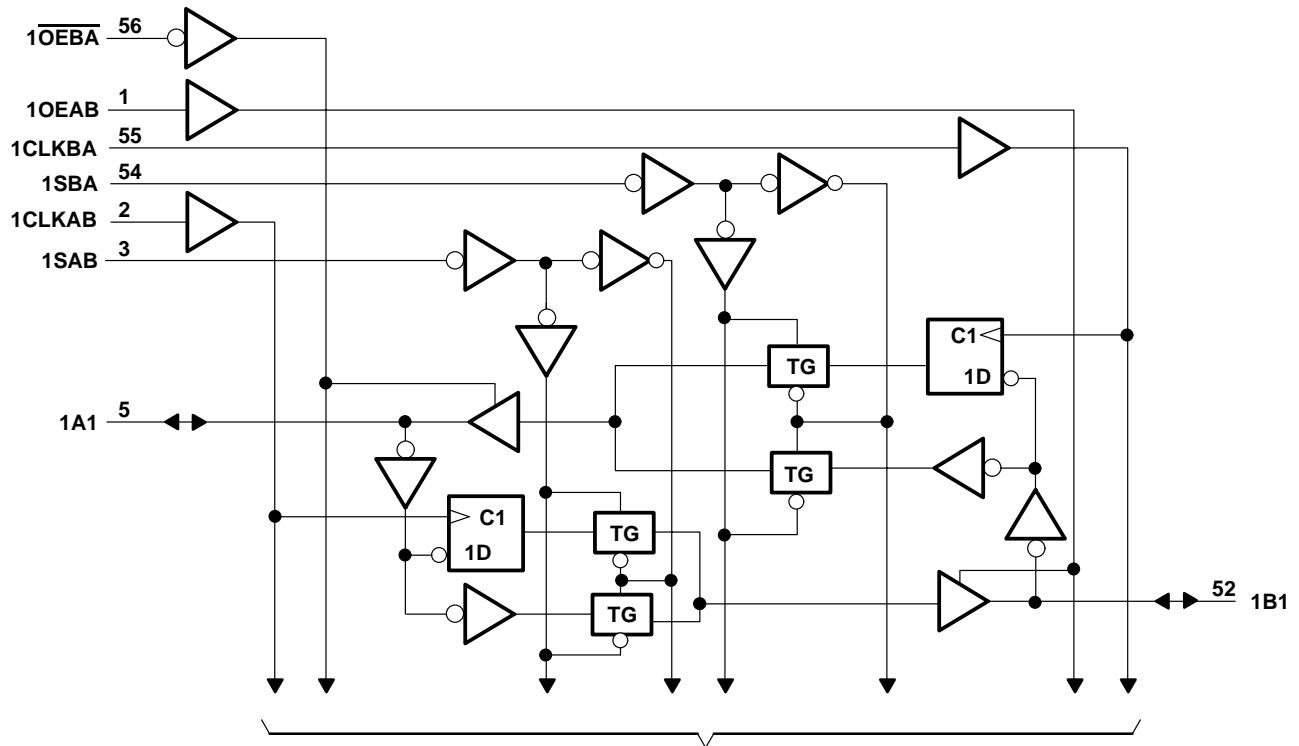 1O̅E̅B̅A̅ 56
1OEAB 1
1CLKBA 55
1SBA 54
1CLKAB 2
1SAB 3
C1
TG
1D
1A1 5
TG
C1
TG
1D
52 1B1
TG